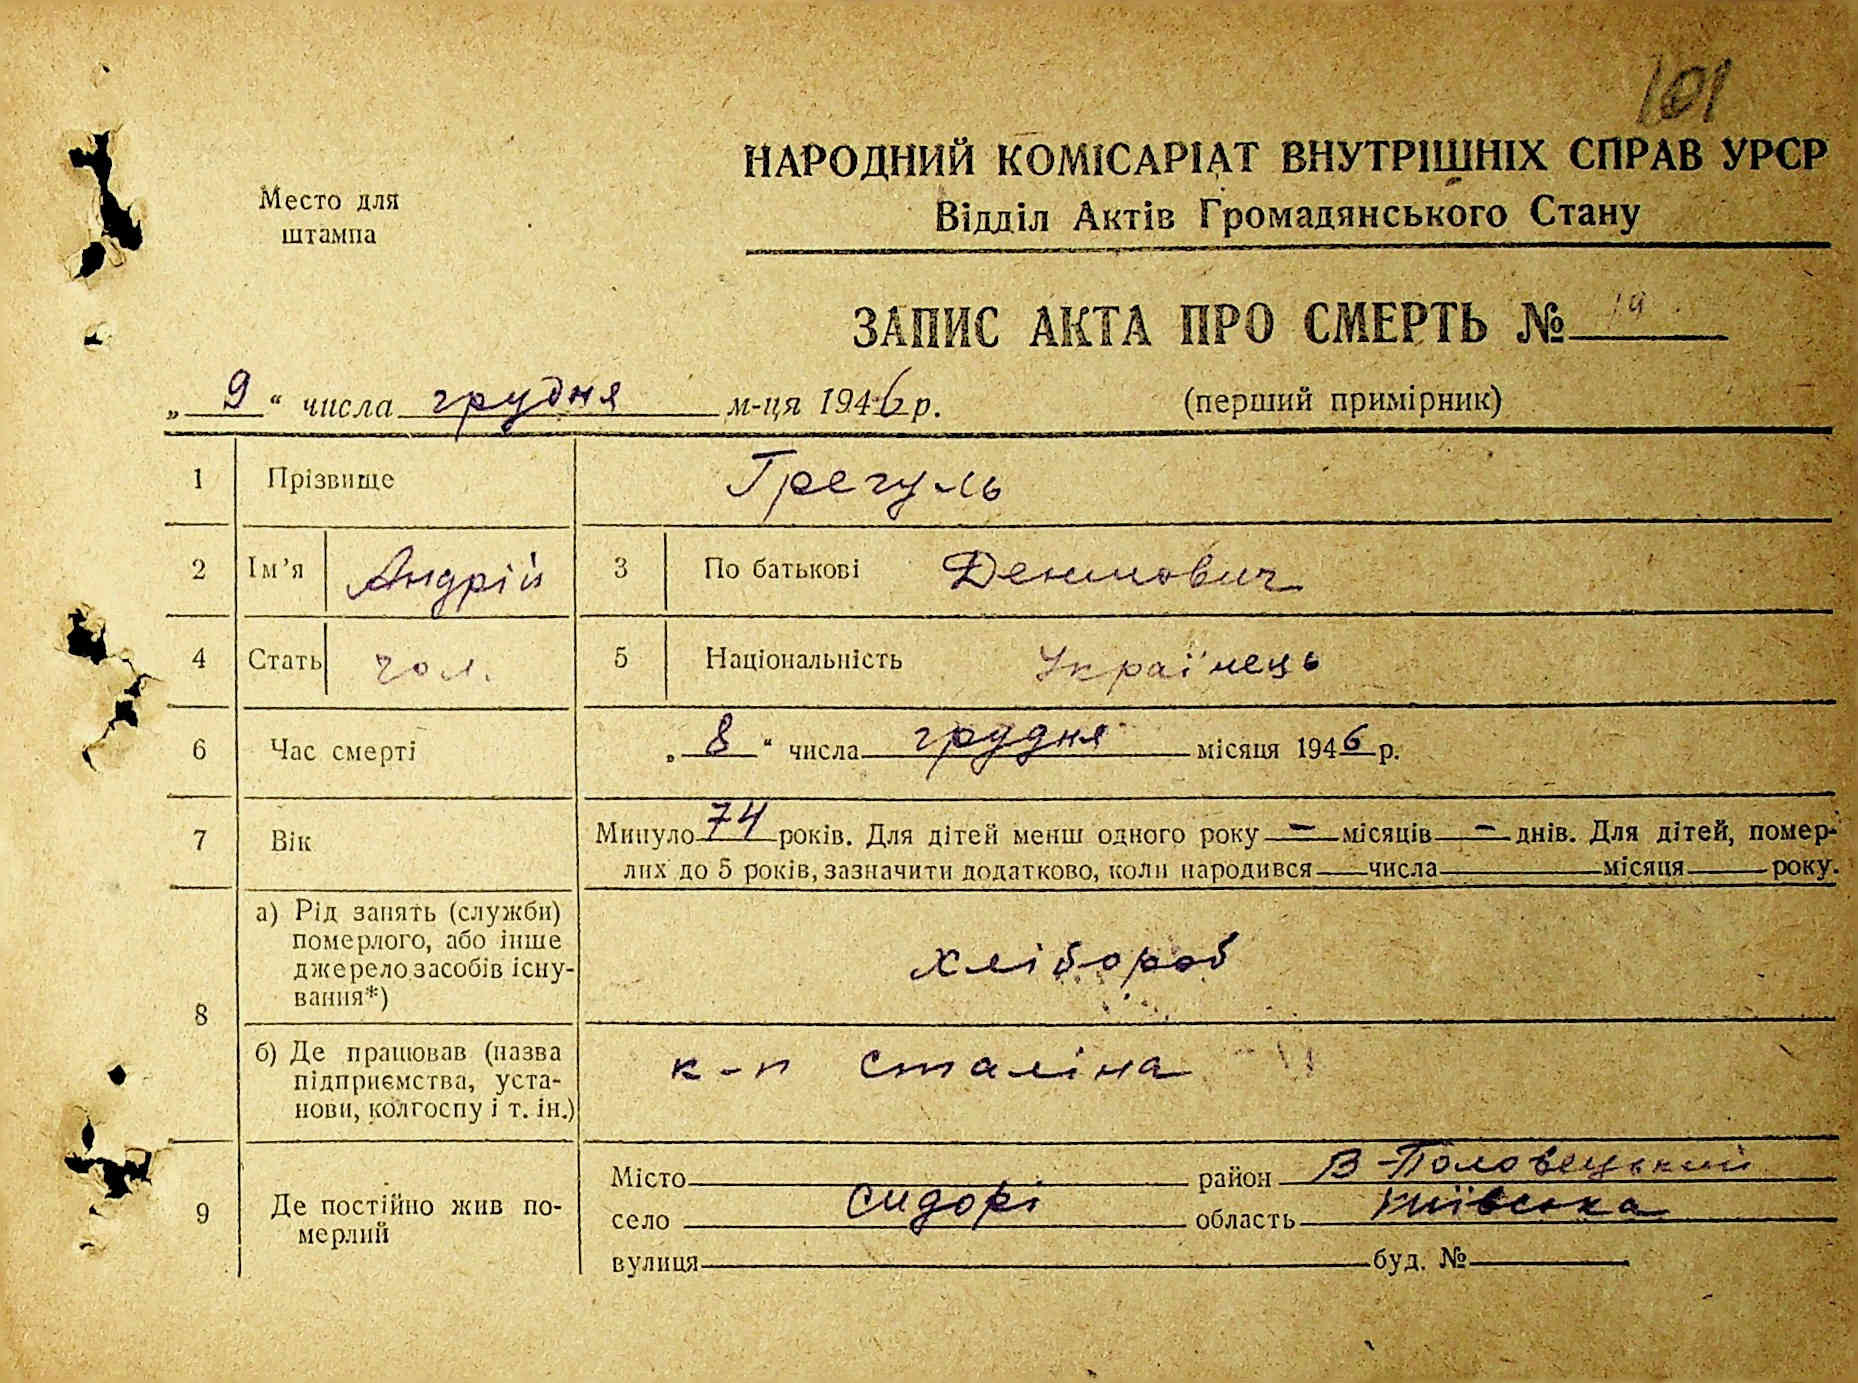 101
НАРОДНИЙ КОМІСАРІАТ ВНУТРІШНІХ СПРАВ УРСР
Место для
штампа
Відділ Актів Громадянського Стану
ЗАПИС АКТА ПРО СМЕРТЬ № 19
„ 9 “ числа грудня м-ця 1946 р. (перший примірник)
1 Прізвище Грегуль
2 Ім’я Андрій 3 По батькові Денисович
4 Стать чол. 5 Національність Українець
6 Час смерті „ 8 “ числа грудня місяця 1946 р.
7 Вік Минуло 74 років. Для дітей менш одного року — місяців — днів. Для дітей, помер-
лих до 5 років, зазначити додатково, коли народився числа місяця року.
8 а) Рід занять (служби)
померлого, або інше
джерело засобів існу-
вання*) хлібороб
б) Де працював (назва
підприємства, уста-
нови, колгоспу і т. ін.) к-п Сталіна
9 Де постійно жив по-
мерлий
Місто район В-Половецький
село Сидорі область Київська
вулиця буд. №